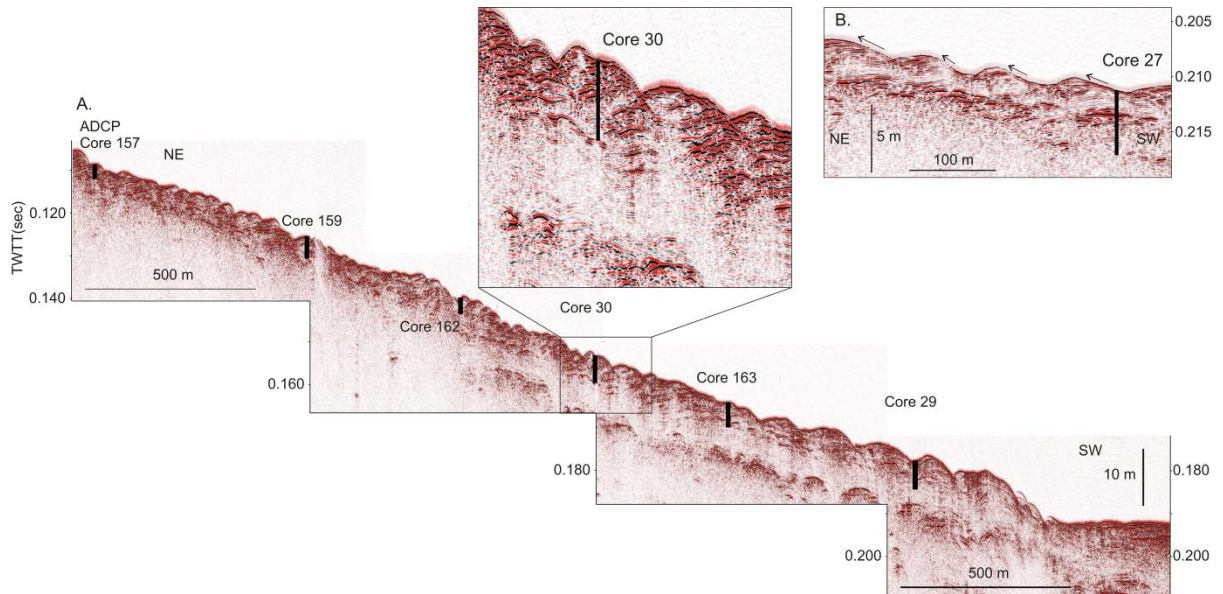 A.
ADCP
Core 157
NE
Core 159
500 m
TWTT(sec)
0.120
0.140
0.160
0.180
Core 162
Core 30
Core 30
Core 163
Core 29
SW
10 m
0.180
0.200
0.200
500 m
B.
Core 27
NE
5 m
100 m
SW
0.205
0.210
0.215